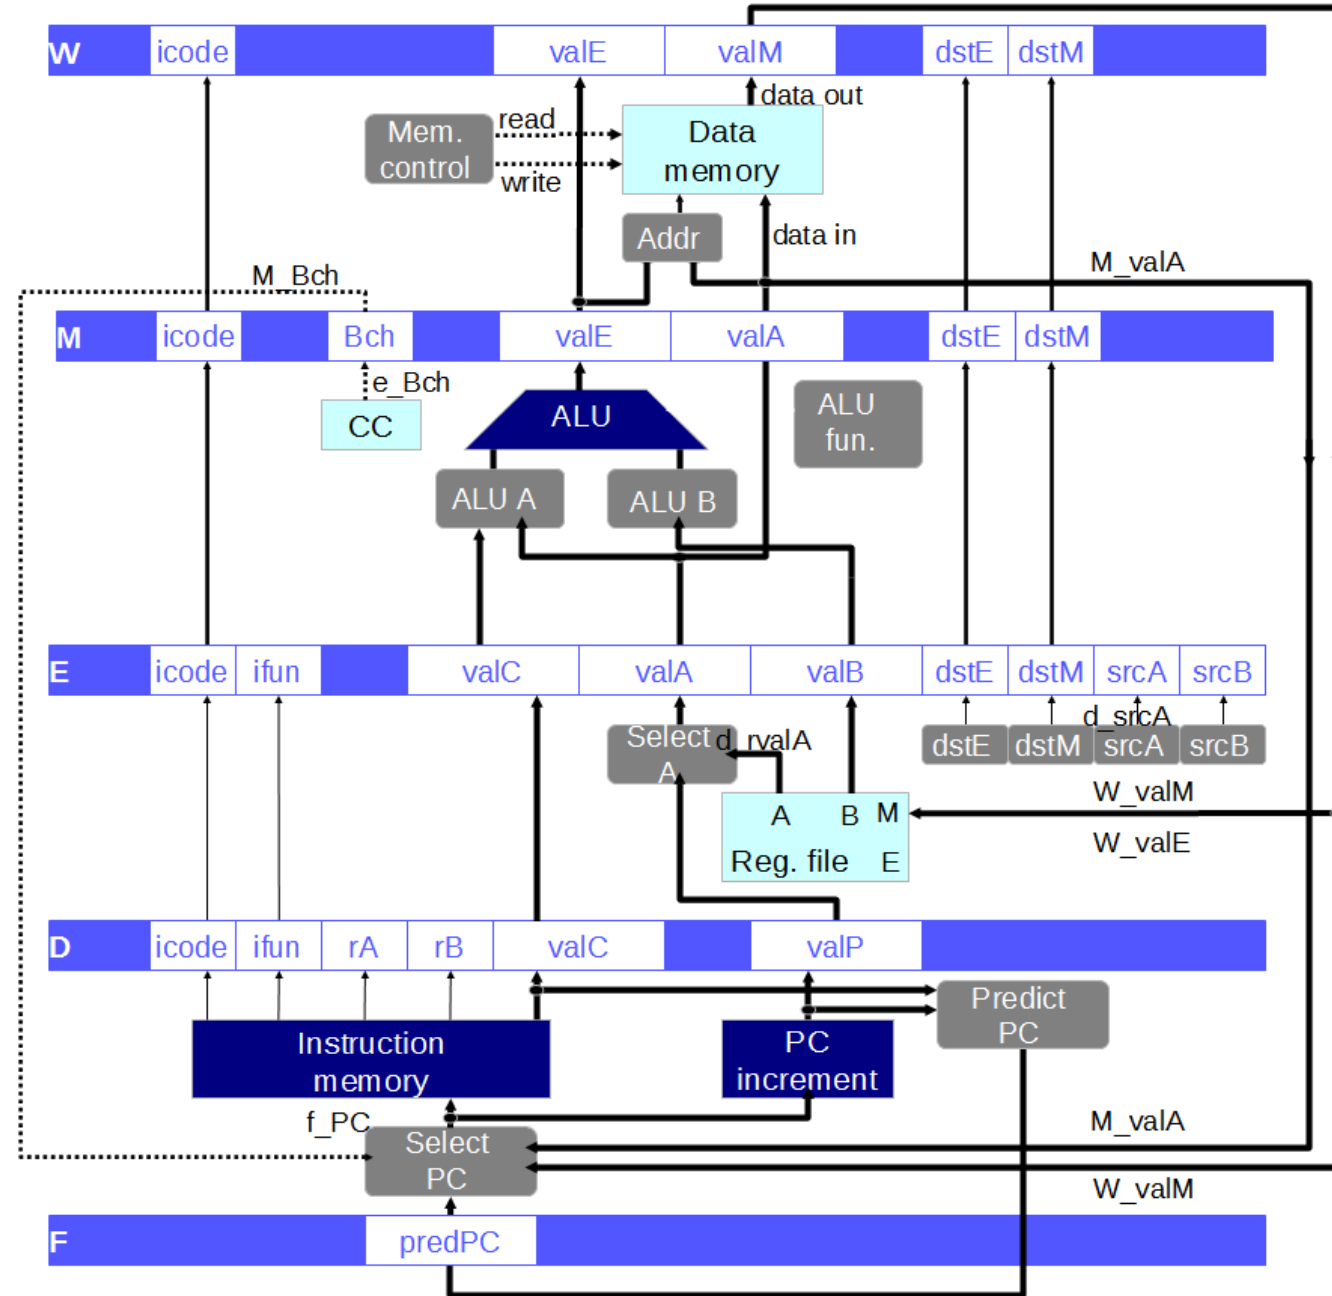 W icode valE valM dstE dstM
data out
read
Mem.
control
Data
memory
write
Addr
data in
M_Bch
M_valA
M icode Bch valE valA dstE dstM
e_Bch
CC
ALU
ALU
fun.
ALU A
ALU B
E icode ifun valC valA valB dstE dstM srcA srcB
d_srcA
Select
A
d_rvalA
dstE dstM srcA srcB
W_valM
A B M
W_valE
Reg. file E
D icode ifun rA rB valC valP
Predict
PC
Instruction
memory
PC
increment
f_PC
M_valA
Select
PC
W_valM
F predPC